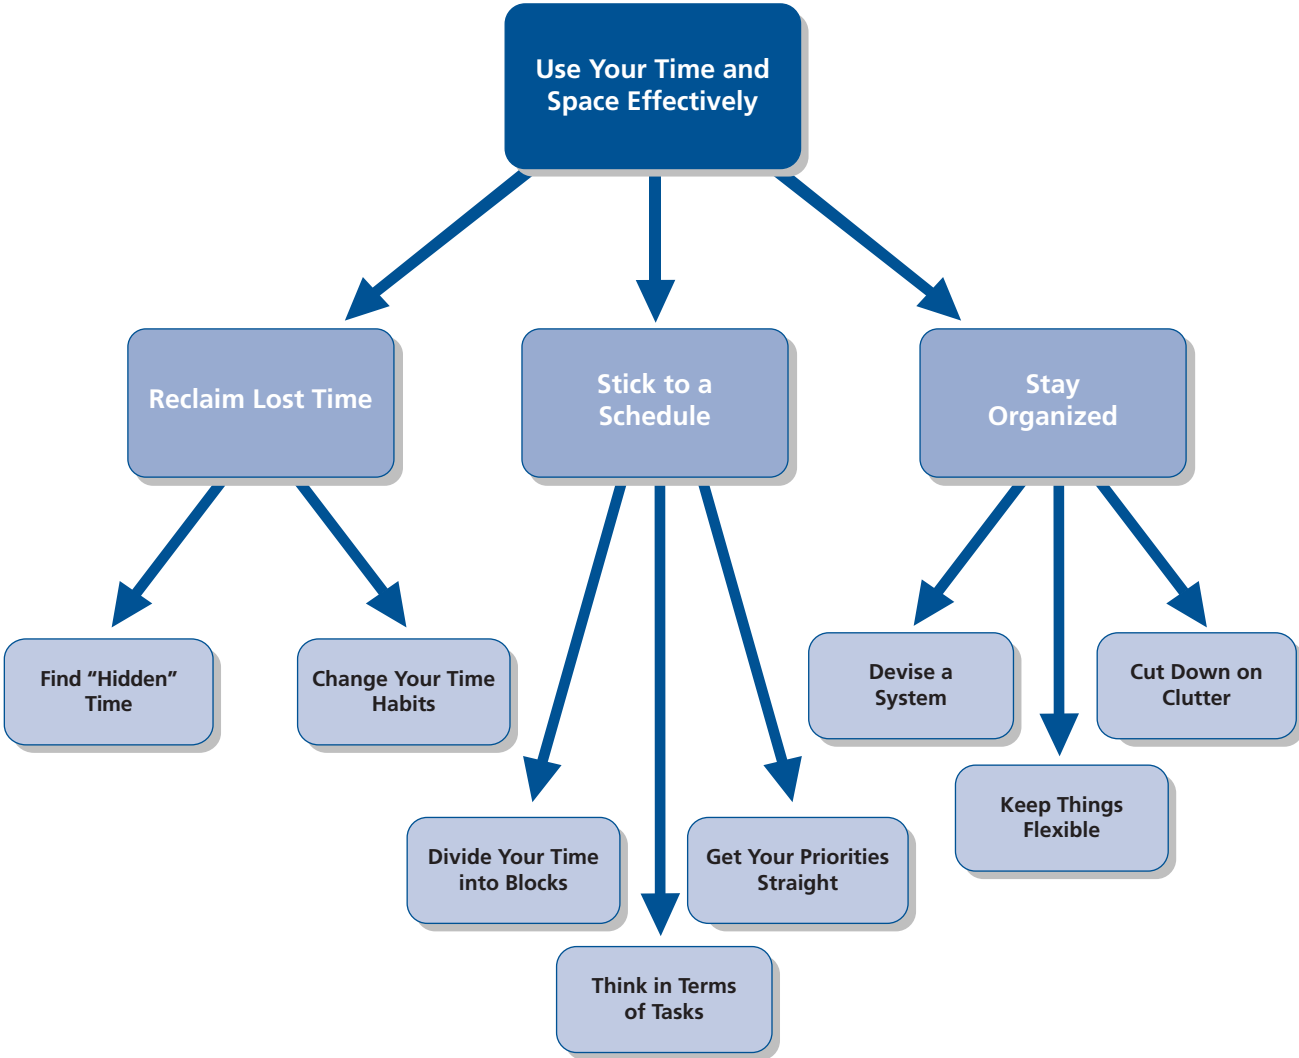 Use Your Time and
Space Effectively
Reclaim Lost Time
Stick to a
Schedule
Stay
Organized
Find “Hidden”
Time
Change Your Time
Habits
Devise a
System
Cut Down on
Clutter
Keep Things
Flexible
Divide Your Time
into Blocks
Get Your Priorities
Straight
Think in Terms
of Tasks